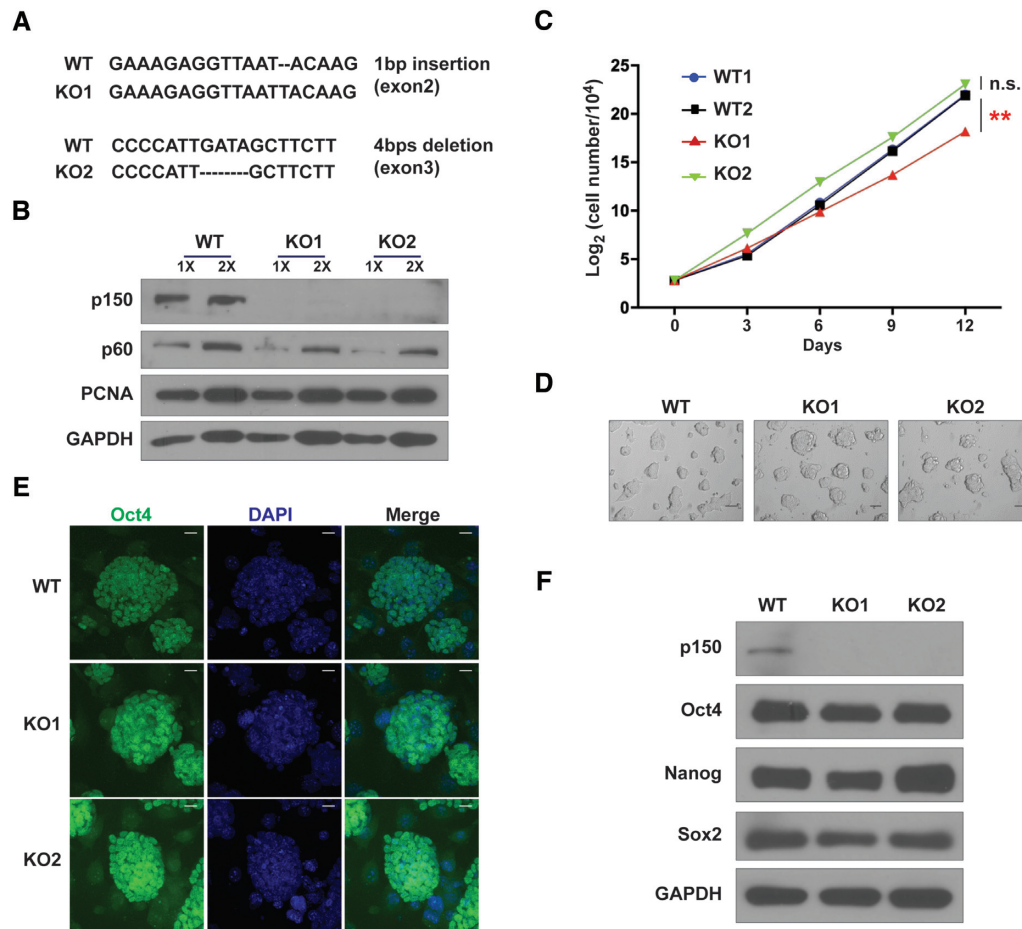 A
WT GAAAGAGGTTAAT--ACAAG 1bp insertion
KO1 GAAAGAGGTTAATTACAAG (exon2)
WT CCCCATTGATAGCTTCTT 4bps deletion
KO2 CCCCATT--------GCTTCTT (exon3)
B
WT KO1 KO2
1X 2X 1X 2X 1X 2X
p150
p60
PCNA
GAPDH
C
WT1
WT2
KO1
KO2
n.s.
**
Log2 (cell number/10⁴)
25
20
15
10
5
0
0 3 6 9 12
Days
D
WT KO1 KO2
E
Oct4 DAPI Merge
WT
KO1
KO2
F
WT KO1 KO2
p150
Oct4
Nanog
Sox2
GAPDH